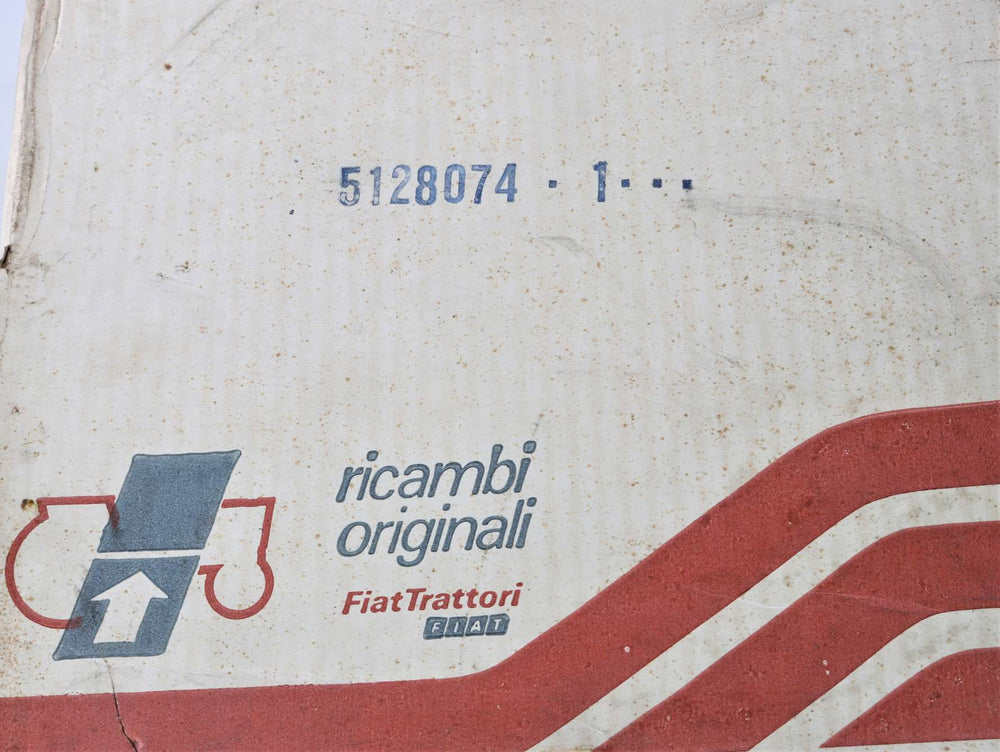 5128074 · 1···
ricambi
originali
FiatTrattori
FIAT